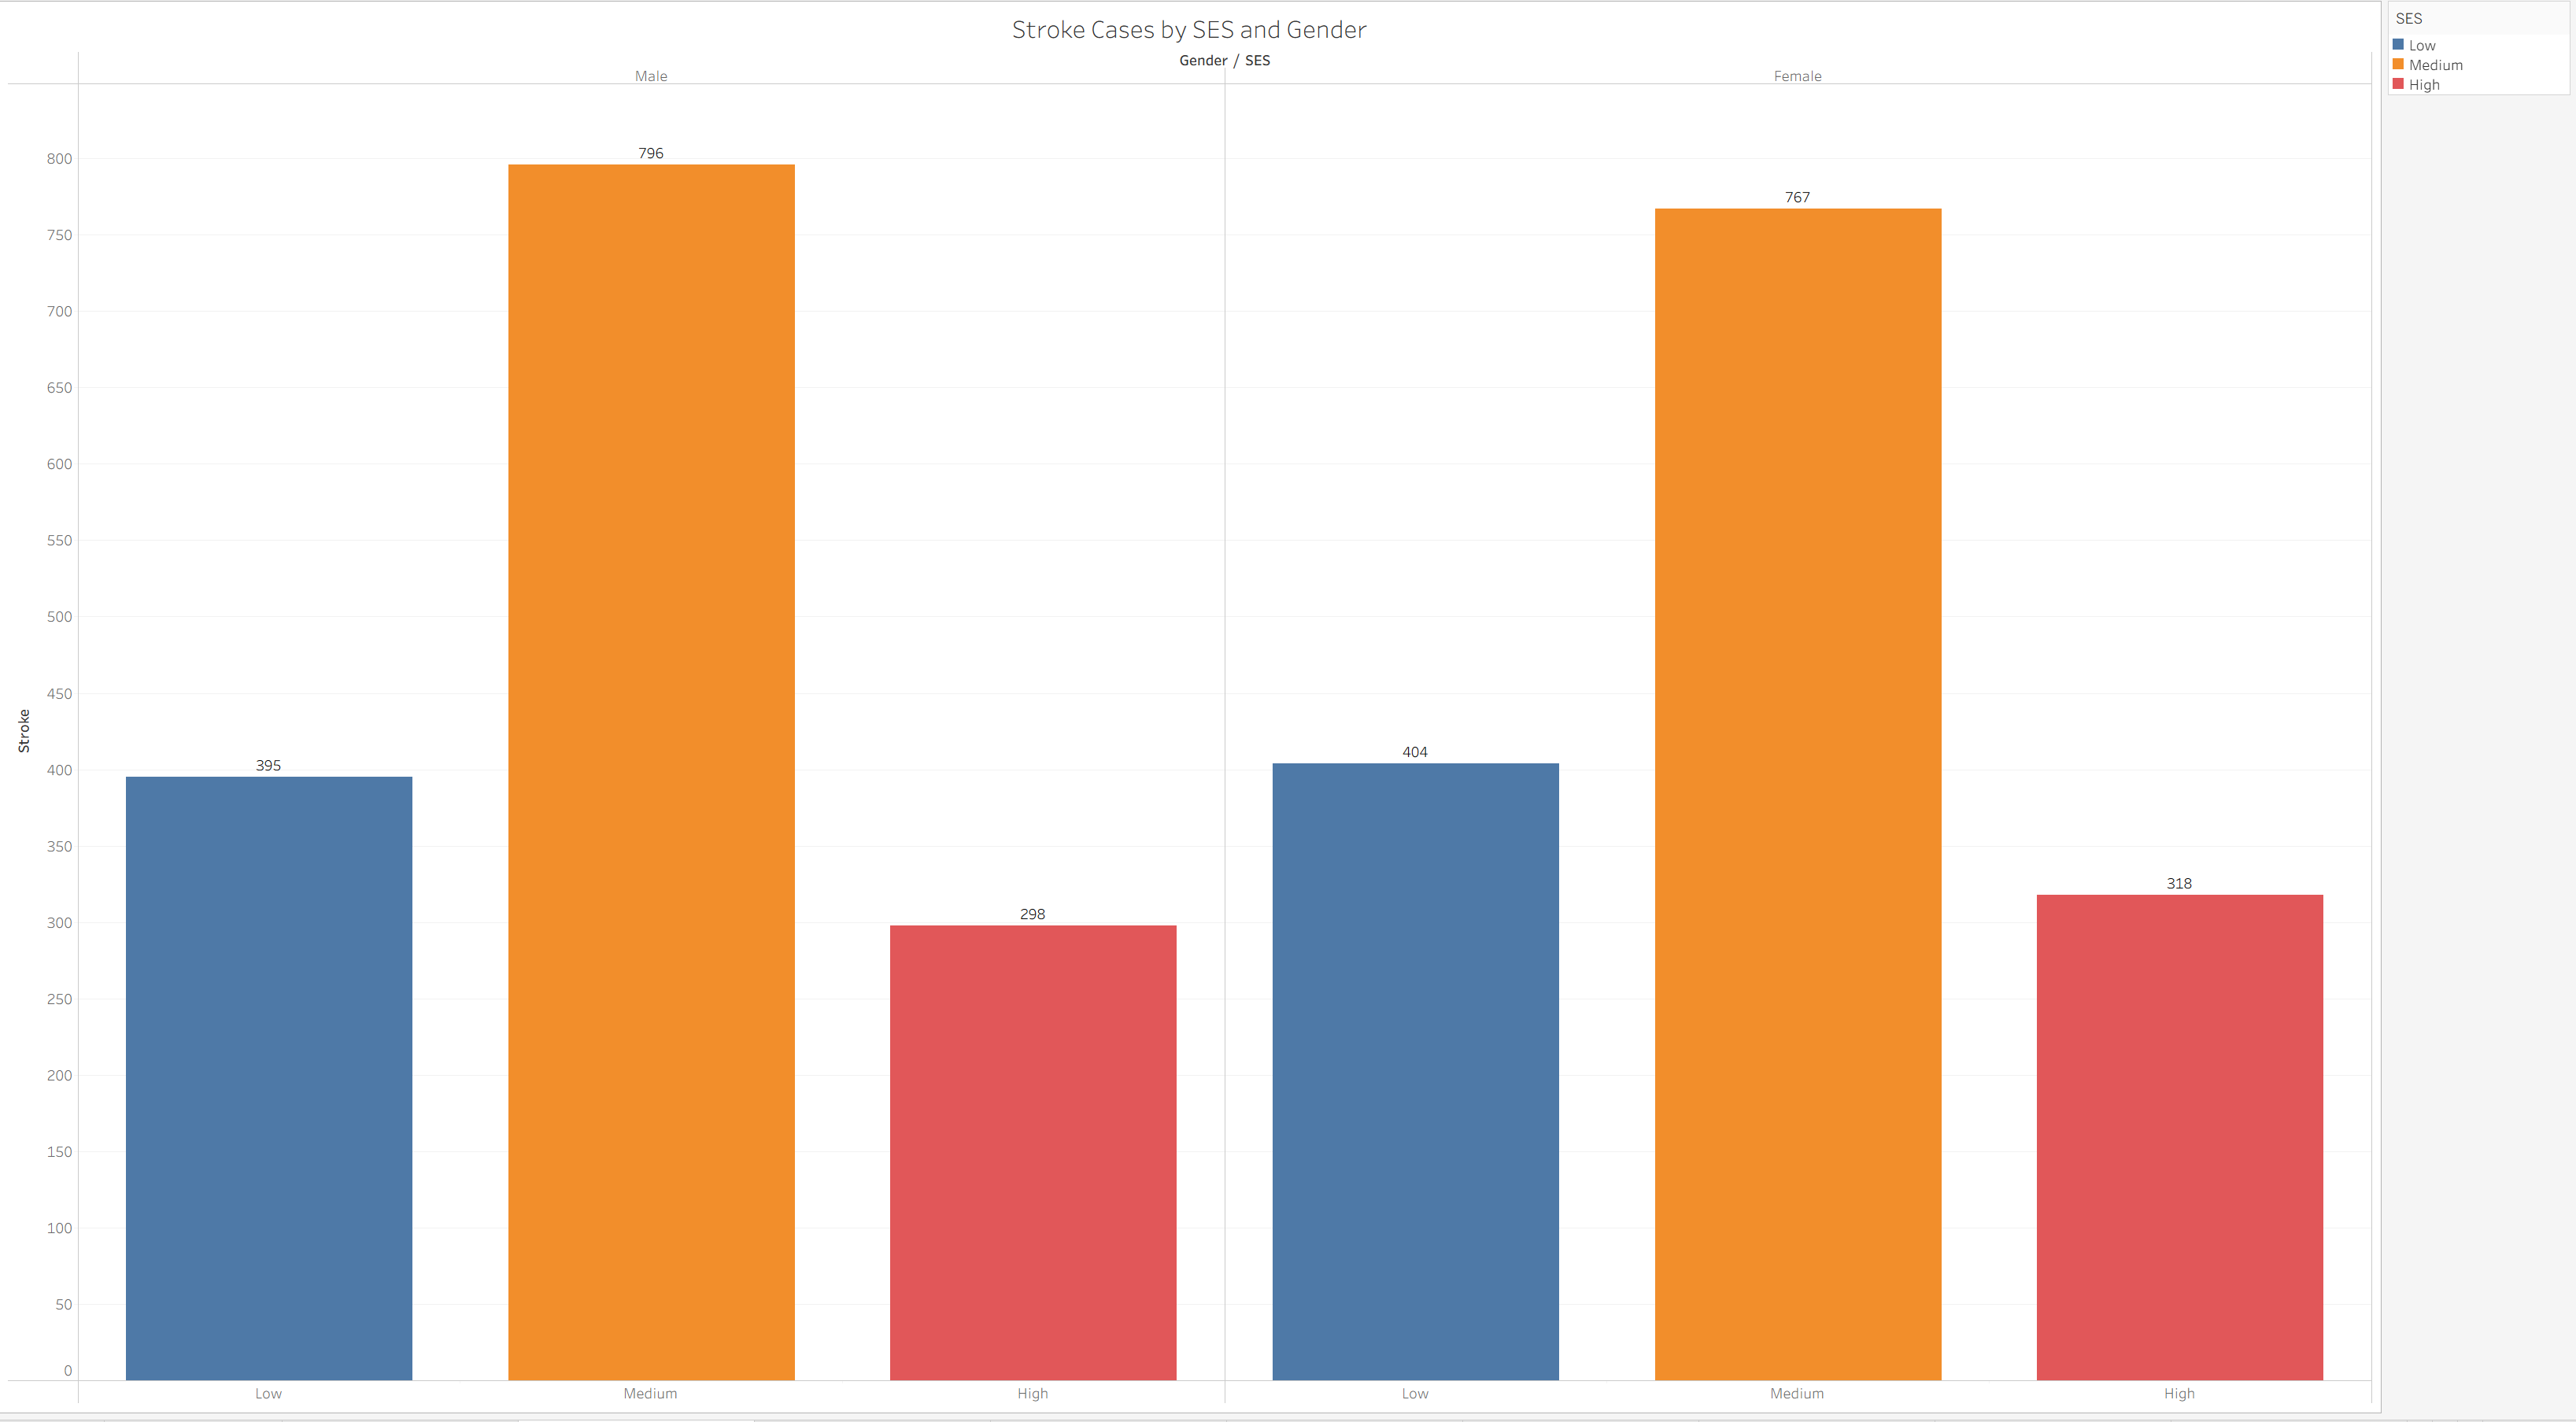 Stroke Cases by SES and Gender
Gender / SES
Male
Female
800
750
700
650
600
550
500
450
400
350
300
250
200
150
100
50
0
Stroke
395
796
298
404
767
318
Low
Medium
High
Low
Medium
High
SES
Low
Medium
High